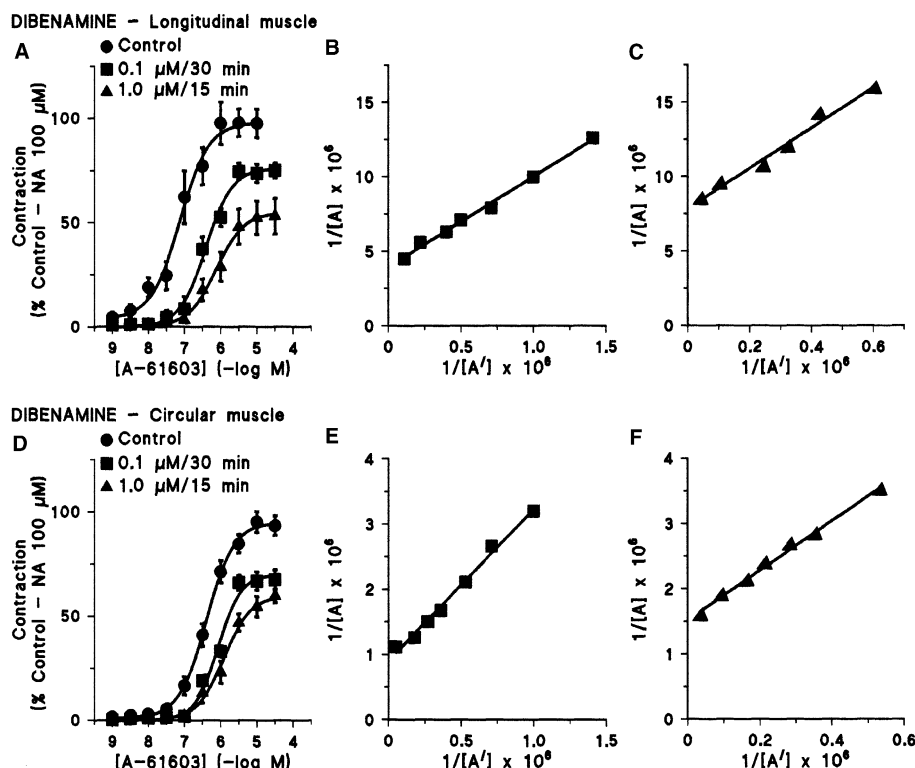 DIBENAMINE – Longitudinal muscle
A
● Control
■ 0.1 µM/30 min
▲ 1.0 µM/15 min
Contraction
(% Control – NA 100 µM)
100
50
0
9 8 7 6 5 4
[A-61603] (-log M)
B
1/[A] x 10⁶
15
10
5
0
0 0.5 1.0 1.5
1/[A'] x 10⁶
C
1/[A] x 10⁶
15
10
5
0
0 0.2 0.4 0.6
1/[A'] x 10⁶
DIBENAMINE – Circular muscle
D
● Control
■ 0.1 µM/30 min
▲ 1.0 µM/15 min
Contraction
(% Control – NA 100 µM)
100
50
0
9 8 7 6 5 4
[A-61603] (-log M)
E
1/[A] x 10⁶
4
3
2
1
0
0 0.5 1.0 1.5
1/[A'] x 10⁶
F
1/[A] x 10⁶
4
3
2
1
0
0 0.2 0.4 0.6
1/[A'] x 10⁶